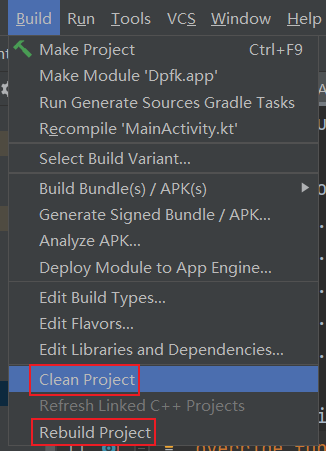 Build Run Tools VCS Window Help
Make Project Ctrl+F9
Make Module 'Dpfk.app'
Run Generate Sources Gradle Tasks
Recompile 'MainActivity.kt'
Select Build Variant...
Build Bundle(s) / APK(s)
Generate Signed Bundle / APK...
Analyze APK...
Deploy Module to App Engine...
Edit Build Types...
Edit Flavors...
Edit Libraries and Dependencies...
Clean Project
Refresh Linked C++ Projects
Rebuild Project